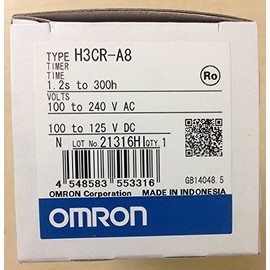 TYPE H3CR-A8
TIMER
TIME
1.2s to 300h
VOLTS
100 to 240 V AC
100 to 125 V DC
N LOT No. 21316HI QTY 1
4 548583 553316
GB14048.5
OMRON Corporation MADE IN INDONESIA
OMRON
Ro